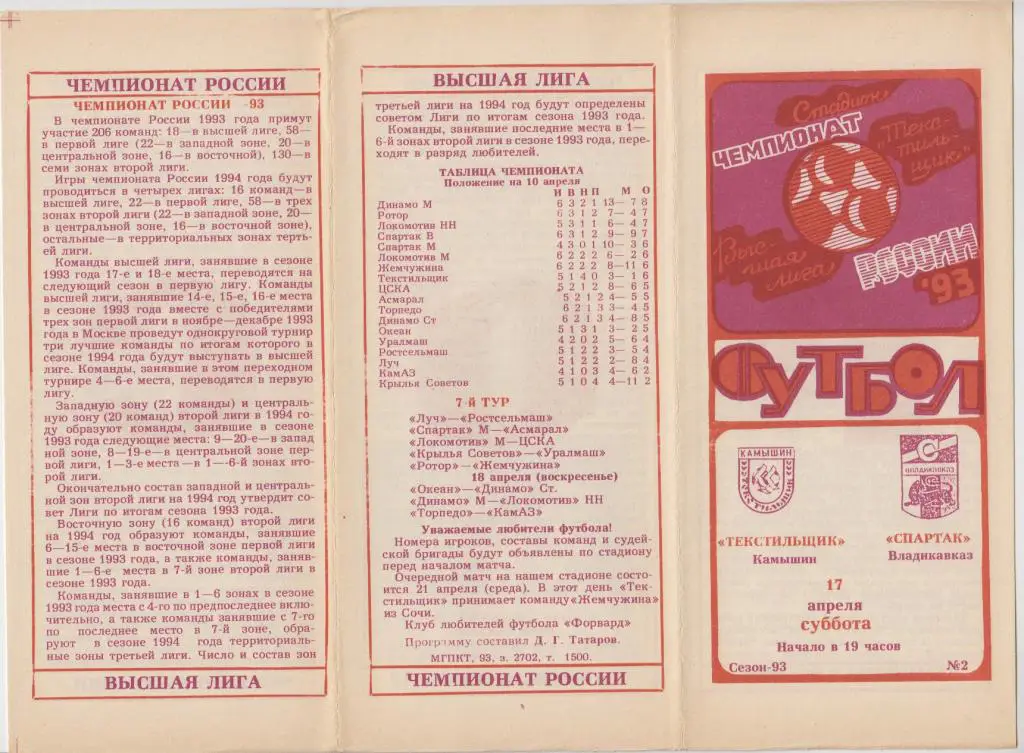 ЧЕМПИОНАТ РОССИИ
ЧЕМПИОНАТ РОССИИ -93
В чемпионате России 1993 года примут
участие 206 команд: 18—в высшей лиге, 58—
в первой лиге (22—в западной зоне, 20—в
центральной зоне, 16—в восточной), 130—в
семи зонах второй лиги.
Игры чемпионата России 1994 года будут
проводиться в четырех лигах: 16 команд—в
высшей лиге, 22—в первой лиге, 58—в трех
зонах второй лиги (22—в западной зоне, 20—
в центральной зоне, 16—в восточной зоне),
остальные—в территориальных зонах терть-
ей лиги.
Команды высшей лиги, занявшие в сезоне
1993 года 17-е и 18-е места, переводятся на
следующий сезон в первую лигу. Команды
высшей лиги, занявшие 14-е, 15-е, 16-е места
в сезоне 1993 года вместе с победителями
трех зон первой лиги в ноябре—декабре 1993
года в Москве проведут однокруговой турнир
три лучшие команды по итогам которого в
сезоне 1994 года будут выступать в высшей
лиге. Команды, занявшие в этом переходном
турнире 4—6-е места, переводятся в первую
лигу.
Западную зону (22 команды) и централь-
ную зону (20 команд) второй лиги в 1994 го-
ду образуют команды, занявшие в сезоне
1993 года следующие места: 9—20-е—в запад
ной зоне, 8—19-е—в центральной зоне пер-
вой лиги, 1—3-е места—в 1—-6-й зонах вто-
рой лиги.
Окончательно состав западной и централь-
ной зон второй лиги на 1994 год утвердит со-
вет Лиги по итогам сезона 1993 года.
Восточную зону (16 команд) второй лиги
на 1994 год образуют команды, занявшие
6—15-е места в восточной зоне первой лиги
в сезоне 1993 года, а также команды, заняв-
шие 1—6-е места в 7-й зоне второй лиги в
сезоне 1993 года.
Команды, занявшие в 1—6 зонах в сезоне
1993 года места с 4-го по предпоследнее вклю-
чительно, а также команды занявшие с 7-го
по последнее место в 7-й зоне, обра-
руют в сезоне 1994 года территориаль-
ные зоны третьей лиги. Число и состав зон
ВЫСШАЯ ЛИГА
ВЫСШАЯ ЛИГА
третьей лиги на 1994 год будут определены
советом Лиги по итогам сезона 1993 года.
Команды, занявшие последние места в 1—
6-й зонах второй лиги в сезоне 1993 года, пере-
ходят в разряд любителей.
ТАБЛИЦА ЧЕМПИОНАТА
Положение на 10 апреля
И В Н П М О
Динамо М 6 3 2 1 13— 7 8
Ротор 6 3 1 2 7— 4 7
Локомотив НН 5 3 1 1 6— 4 7
Спартак В 6 3 1 2 9— 9 7
Спартак М 4 3 0 1 10— 3 6
Локомотив М 6 2 2 2 6— 2 6
Жемчужина 6 2 2 2 8—11 6
Текстильщик 5 1 4 0 3— 1 6
ЦСКА 5 2 1 2 8— 6 5
Асмарал 5 2 1 2 4— 5 5
Торпедо 6 2 1 3 4— 5 5
Динамо Ст 6 2 1 3 4— 8 5
Океан 5 1 3 1 3— 2 5
Уралмаш 4 2 0 2 5— 6 4
Ростсельмаш 5 1 2 2 3— 5 4
Луч 5 1 2 2 2— 8 4
КамАЗ 4 1 0 3 6— 6 2
Крылья Советов 5 1 0 4 4—11 2
7-й ТУР
«Луч»—«Ростсельмаш»
«Спартак» М—«Асмарал»
«Локомотив» М—ЦСКА
«Крылья Советов»—«Уралмаш»
«Ротор»—«Жемчужина»
18 апреля (воскресенье)
«Океан»—«Динамо» Ст.
«Динамо» М—«Локомотив» НН
«Торпедо»—«КамАЗ»
Уважаемые любители футбола!
Номера игроков, составы команд и судей-
ской бригады будут объявлены по стадиону
перед началом матча.
Очередной матч на нашем стадионе состо-
ится 21 апреля (среда). В этот день «Тек-
стильщик» принимает команду «Жемчужина»
из Сочи.
Клуб любителей футбола «Форвард»
Программу составил Д. Г. Татаров.
МГПКТ, 93, з. 2702, т. 1500.
ЧЕМПИОНАТ РОССИИ
Стадион
«Текс-
тиль-
щик»
ЧЕМПИОНАТ
Выс-
шая
лига
РОССИИ
'93
ФУТБОЛ
КАМЫШИН
ТЕКСТИЛЬЩИК
ВЛАДИКАВКАЗ
«ТЕКСТИЛЬЩИК»
Камышин
«СПАРТАК»
Владикавказ
17
апреля
суббота
Начало в 19 часов
Сезон-93
№2